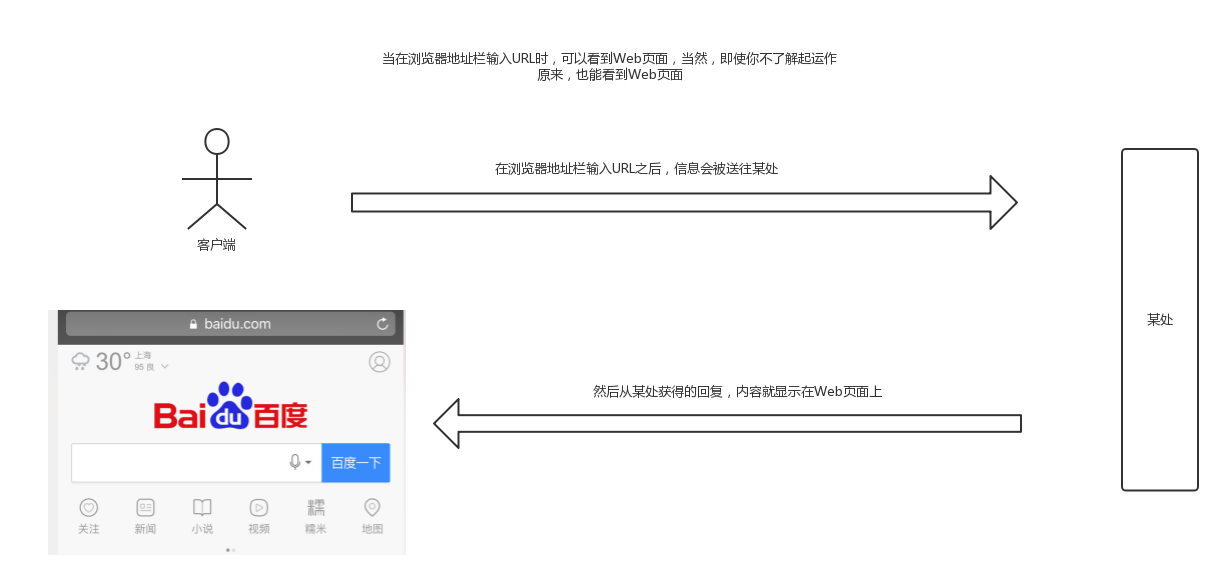 当在浏览器地址栏输入URL时，可以看到Web页面，当然，即使你不了解起运作
原来，也能看到Web页面
在浏览器地址栏输入URL之后，信息会被送往某处
客户端
某处
baidu.com
30° 上海
95 良
Bai du 百度
百度一下
关注 新闻 小说 视频 糯米 地图
然后从某处获得的回复，内容就显示在Web页面上